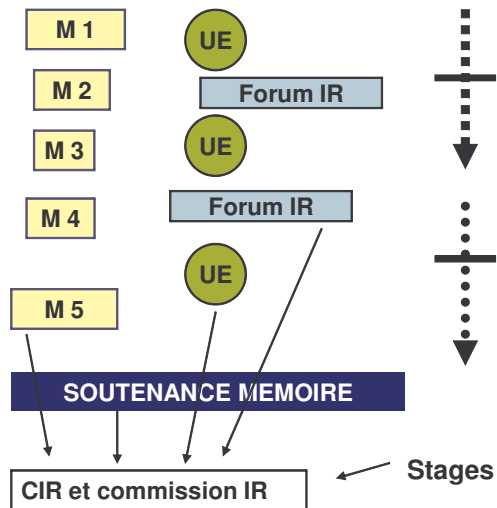 M 1
UE
M 2
Forum IR
M 3
UE
M 4
Forum IR
UE
M 5
SOUTENANCE MEMOIRE
Stages
CIR et commission IR